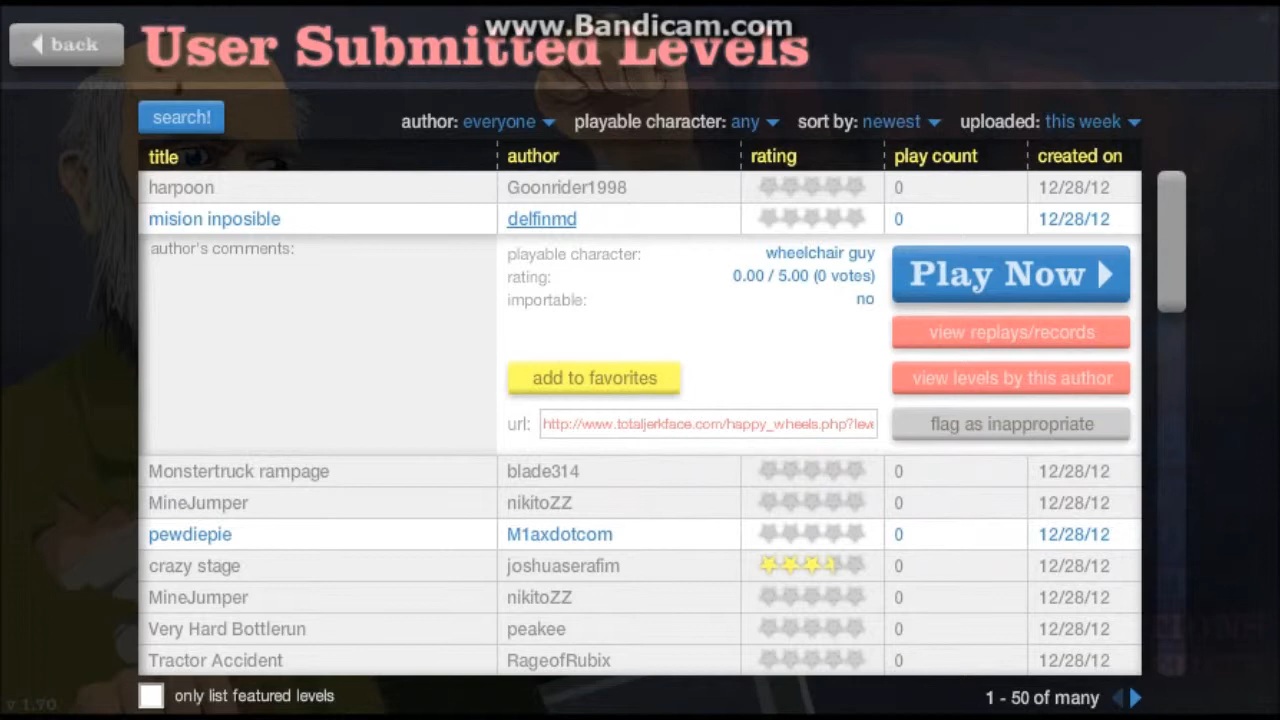 www.Bandicam.com
back
User Submitted Levels
search!
author: everyone playable character: any sort by: newest uploaded: this week
title author rating play count created on
harpoon Goonrider1998 0 12/28/12
mision inposible delfinmd 0 12/28/12
author's comments:
playable character: wheelchair guy
rating: 0.00 / 5.00 (0 votes)
importable: no
Play Now
view replays/records
add to favorites
view levels by this author
url: http://www.totaljerkface.com/happy_wheels.php?leve
flag as inappropriate
Monstertruck rampage blade314 0 12/28/12
MineJumper nikitoZZ 0 12/28/12
pewdiepie M1axdotcom 0 12/28/12
crazy stage joshuaserafim 0 12/28/12
MineJumper nikitoZZ 0 12/28/12
Very Hard Bottlerun peakee 0 12/28/12
Tractor Accident RageofRubix 0 12/28/12
only list featured levels
1 - 50 of many
v 1.70